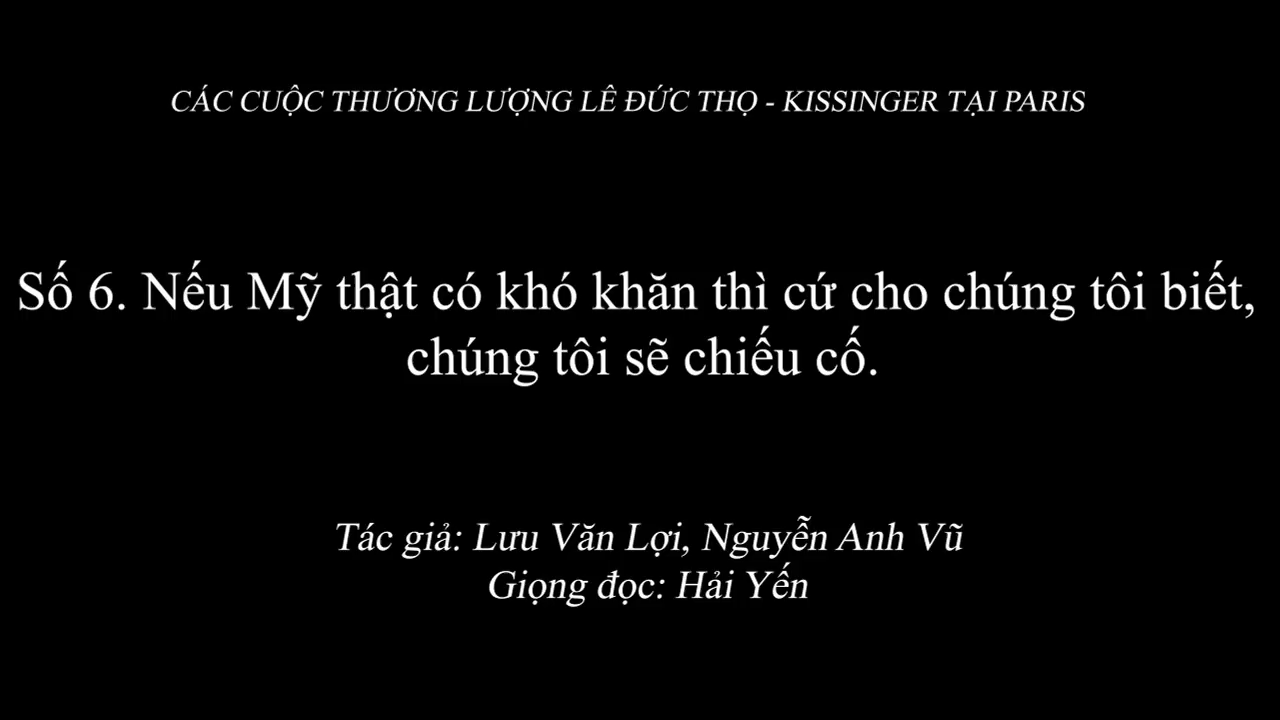 CÁC CUỘC THƯƠNG LƯỢNG LÊ ĐỨC THỌ - KISSINGER TẠI PARIS
Số 6. Nếu Mỹ thật có khó khăn thì cứ cho chúng tôi biết,
chúng tôi sẽ chiếu cố.
Tác giả: Lưu Văn Lợi, Nguyễn Anh Vũ
Giọng đọc: Hải Yến